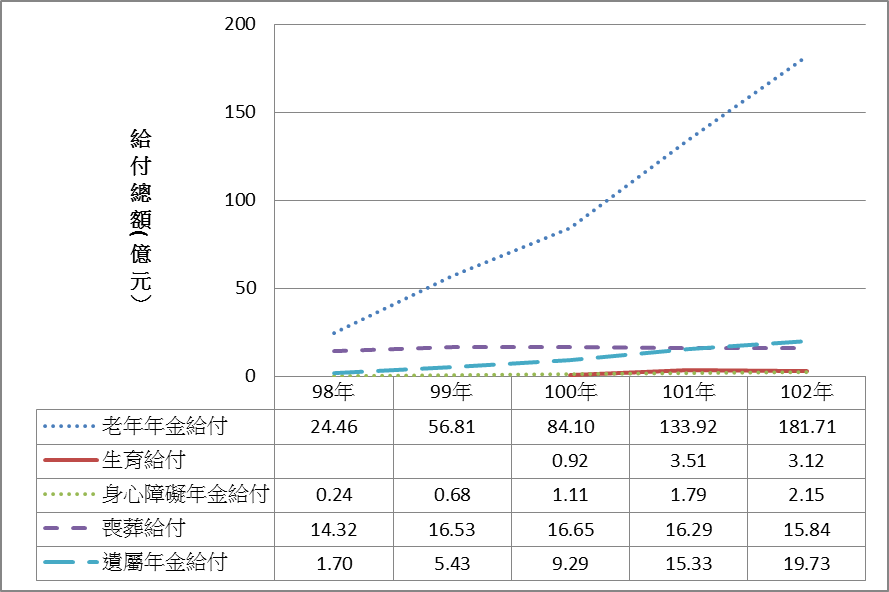 200
150
100
50
0
給付總額(億元)
98年 99年 100年 101年 102年
老年年金給付 24.46 56.81 84.10 133.92 181.71
生育給付 0.92 3.51 3.12
身心障礙年金給付 0.24 0.68 1.11 1.79 2.15
喪葬給付 14.32 16.53 16.65 16.29 15.84
遺屬年金給付 1.70 5.43 9.29 15.33 19.73